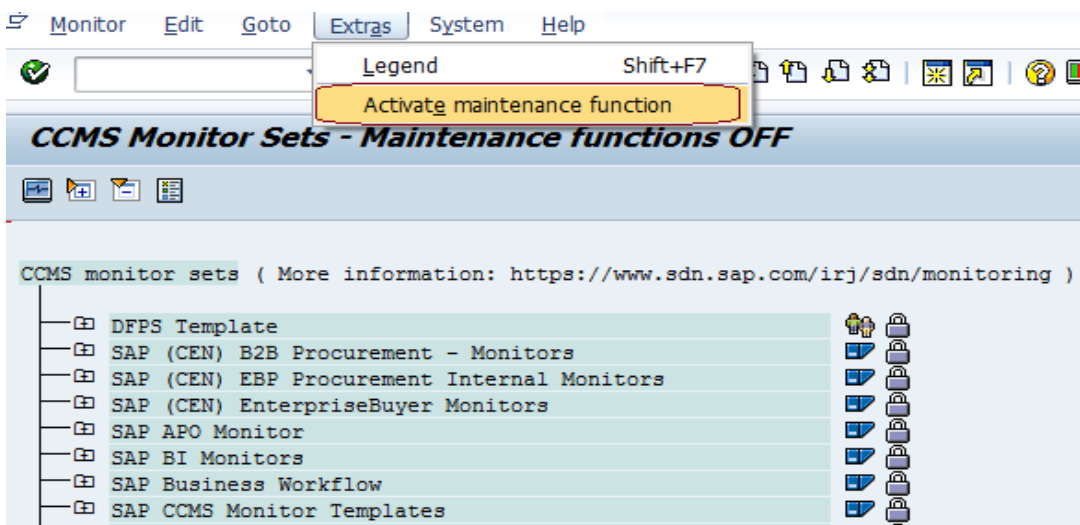 Monitor Edit Goto Extras System Help
Legend Shift+F7
Activate maintenance function
CCMS Monitor Sets - Maintenance functions OFF
CCMS monitor sets ( More information: https://www.sdn.sap.com/irj/sdn/monitoring )
DFPS Template
SAP (CEN) B2B Procurement - Monitors
SAP (CEN) EBP Procurement Internal Monitors
SAP (CEN) EnterpriseBuyer Monitors
SAP APO Monitor
SAP BI Monitors
SAP Business Workflow
SAP CCMS Monitor Templates